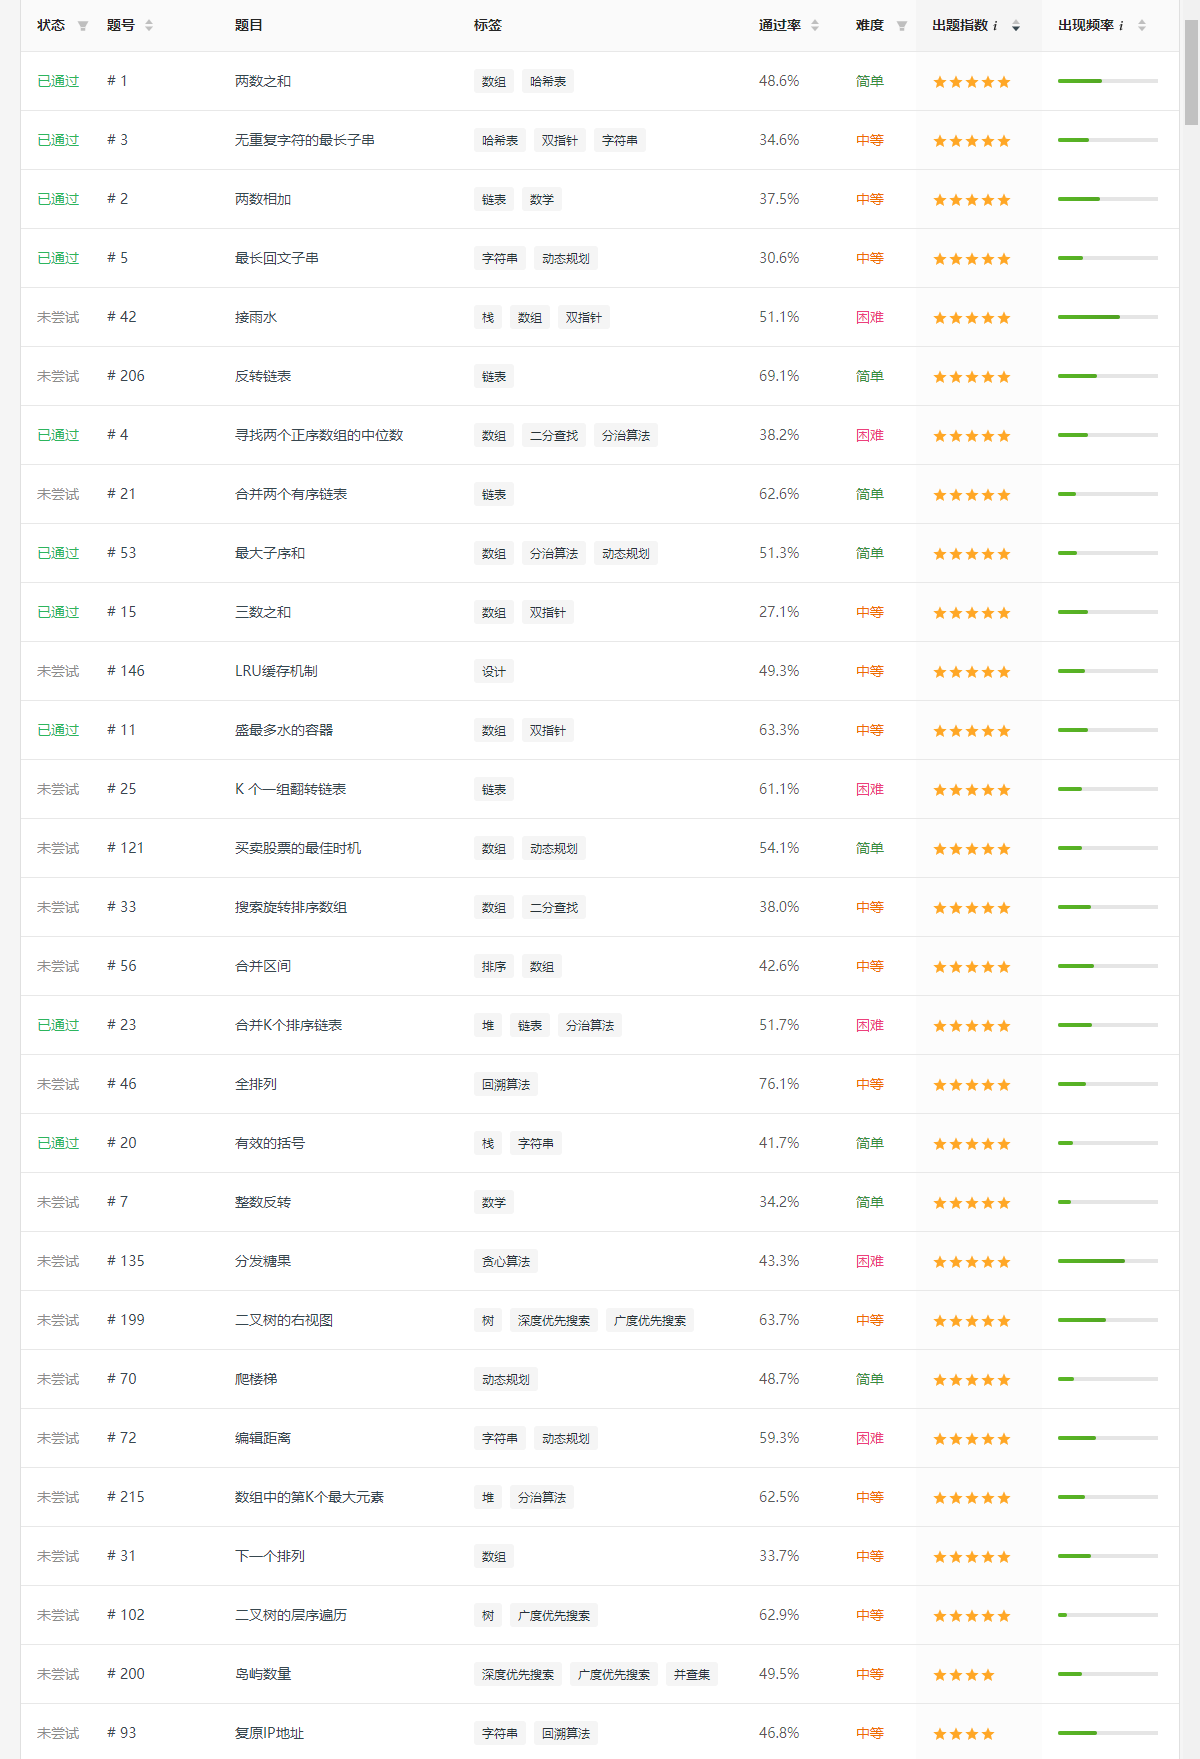 状态 题号 题目 标签 通过率 难度 出题指数 i 出现频率 i
已通过 # 1 两数之和 数组 哈希表 48.6% 简单
已通过 # 3 无重复字符的最长子串 哈希表 双指针 字符串 34.6% 中等
已通过 # 2 两数相加 链表 数学 37.5% 中等
已通过 # 5 最长回文子串 字符串 动态规划 30.6% 中等
未尝试 # 42 接雨水 栈 数组 双指针 51.1% 困难
未尝试 # 206 反转链表 链表 69.1% 简单
已通过 # 4 寻找两个正序数组的中位数 数组 二分查找 分治算法 38.2% 困难
未尝试 # 21 合并两个有序链表 链表 62.6% 简单
已通过 # 53 最大子序和 数组 分治算法 动态规划 51.3% 简单
已通过 # 15 三数之和 数组 双指针 27.1% 中等
未尝试 # 146 LRU缓存机制 设计 49.3% 中等
已通过 # 11 盛最多水的容器 数组 双指针 63.3% 中等
未尝试 # 25 K 个一组翻转链表 链表 61.1% 困难
未尝试 # 121 买卖股票的最佳时机 数组 动态规划 54.1% 简单
未尝试 # 33 搜索旋转排序数组 数组 二分查找 38.0% 中等
未尝试 # 56 合并区间 排序 数组 42.6% 中等
已通过 # 23 合并K个排序链表 堆 链表 分治算法 51.7% 困难
未尝试 # 46 全排列 回溯算法 76.1% 中等
已通过 # 20 有效的括号 栈 字符串 41.7% 简单
未尝试 # 7 整数反转 数学 34.2% 简单
未尝试 # 135 分发糖果 贪心算法 43.3% 困难
未尝试 # 199 二叉树的右视图 树 深度优先搜索 广度优先搜索 63.7% 中等
未尝试 # 70 爬楼梯 动态规划 48.7% 简单
未尝试 # 72 编辑距离 字符串 动态规划 59.3% 困难
未尝试 # 215 数组中的第K个最大元素 堆 分治算法 62.5% 中等
未尝试 # 31 下一个排列 数组 33.7% 中等
未尝试 # 102 二叉树的层序遍历 树 广度优先搜索 62.9% 中等
未尝试 # 200 岛屿数量 深度优先搜索 广度优先搜索 并查集 49.5% 中等
未尝试 # 93 复原IP地址 字符串 回溯算法 46.8% 中等